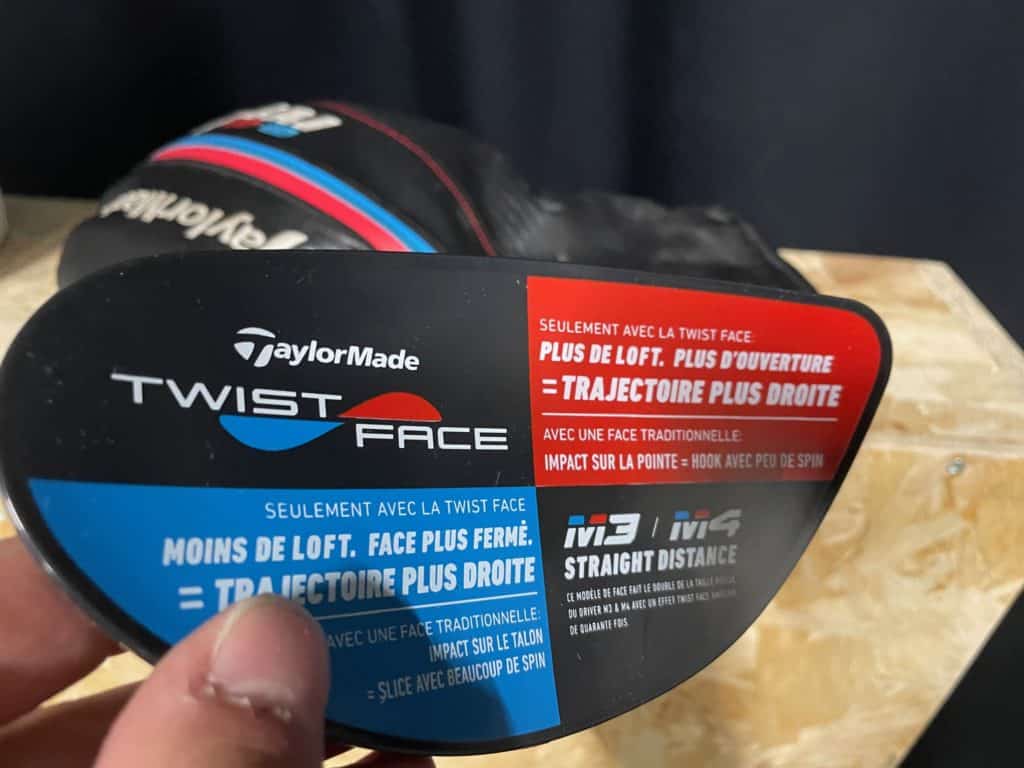 TaylorMade
TaylorMade
TWIST
FACE
SEULEMENT AVEC LA TWIST FACE:
PLUS DE LOFT. PLUS D'OUVERTURE
= TRAJECTOIRE PLUS DROITE
AVEC UNE FACE TRADITIONNELLE:
IMPACT SUR LA POINTE = HOOK AVEC PEU DE SPIN
SEULEMENT AVEC LA TWIST FACE
MOINS DE LOFT. FACE PLUS FERMÉ.
= TRAJECTOIRE PLUS DROITE
AVEC UNE FACE TRADITIONNELLE:
IMPACT SUR LE TALON
= SLICE AVEC BEAUCOUP DE SPIN
M3 / M4
STRAIGHT DISTANCE
CE MODÈLE DE FACE FAIT LE DOUBLE DE LA TAILLE
DU DRIVER M3 & M4 AVEC UN EFFET TWIST FACE
DE QUARANTE FOIS.